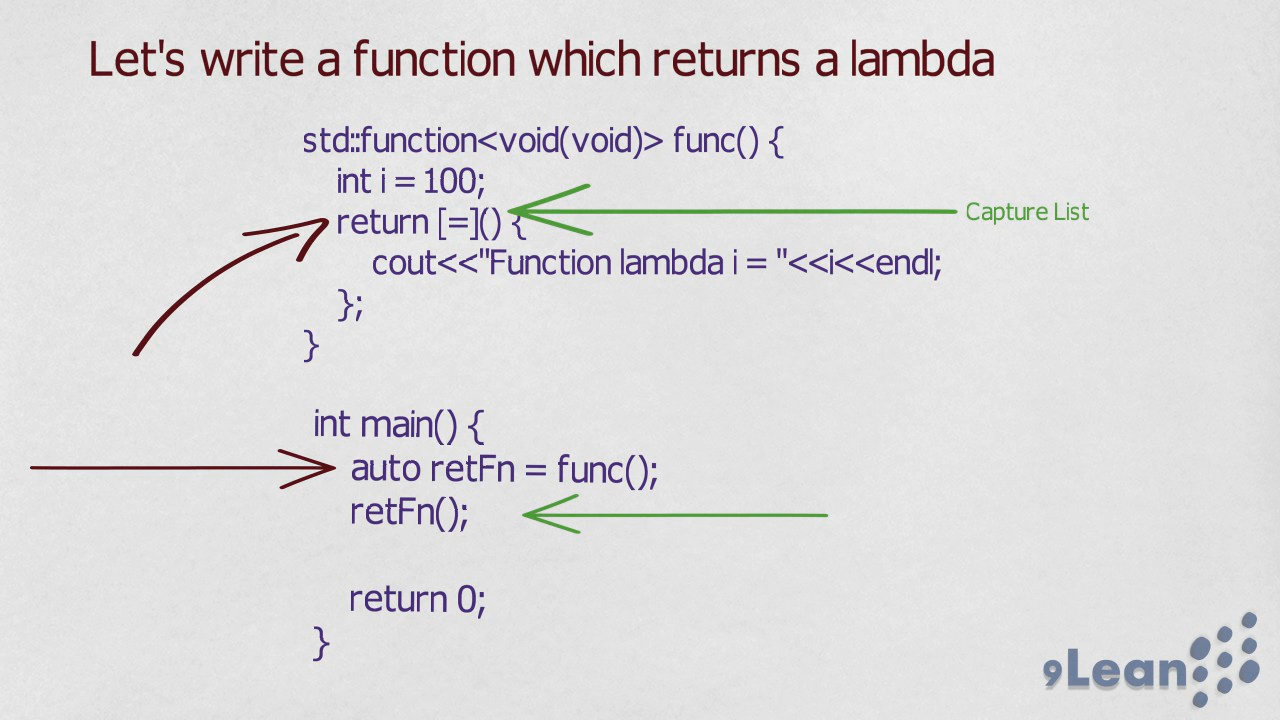 Let's write a function which returns a lambda
std::function<void(void)> func() {
int i = 100;
return [=]() {
Capture List
cout<<"Function lambda i = "<<i<<endl;
};
}
int main() {
auto retFn = func();
retFn();
return 0;
}
9Lean